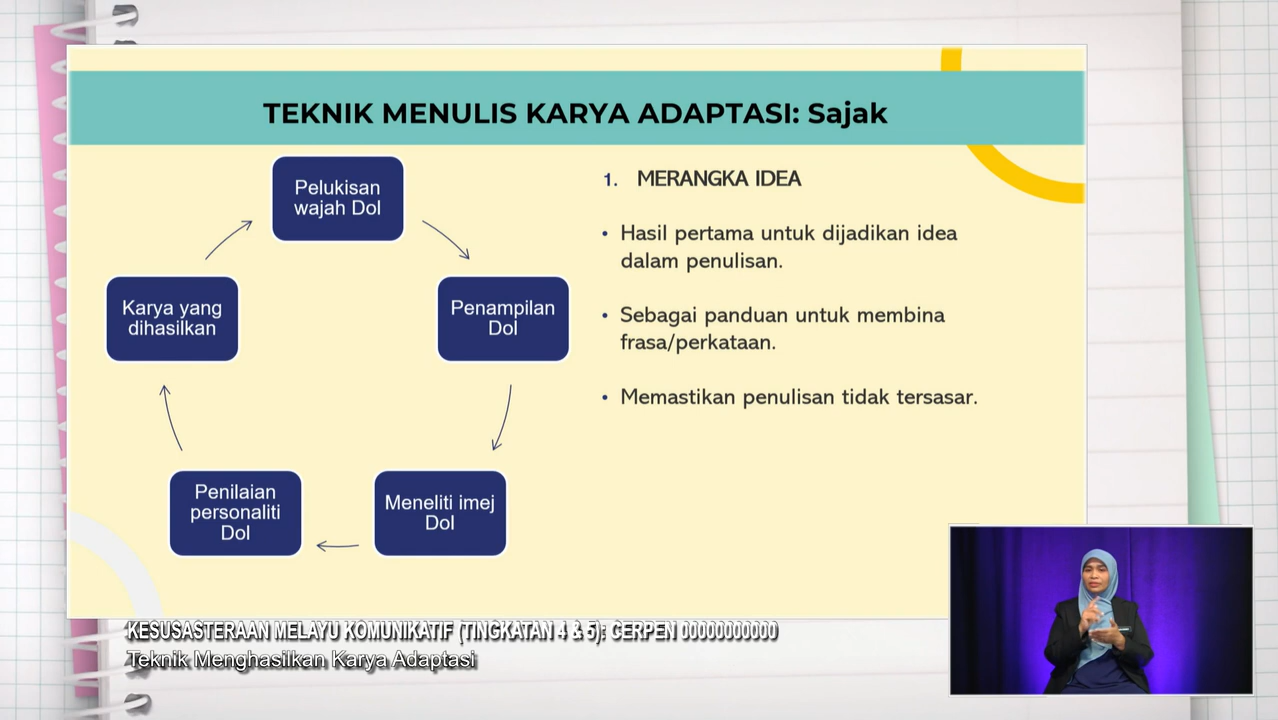 TEKNIK MENULIS KARYA ADAPTASI: Sajak
Pelukisan
wajah Dol
Penampilan
Dol
Meneliti imej
Dol
Penilaian
personaliti
Dol
Karya yang
dihasilkan
1. MERANGKA IDEA
• Hasil pertama untuk dijadikan idea
dalam penulisan.
• Sebagai panduan untuk membina
frasa/perkataan.
• Memastikan penulisan tidak tersasar.
KESUSASTERAAN MELAYU KOMUNIKATIF (TINGKATAN 4 & 5): CERPEN 00000000000
Teknik Menghasilkan Karya Adaptasi